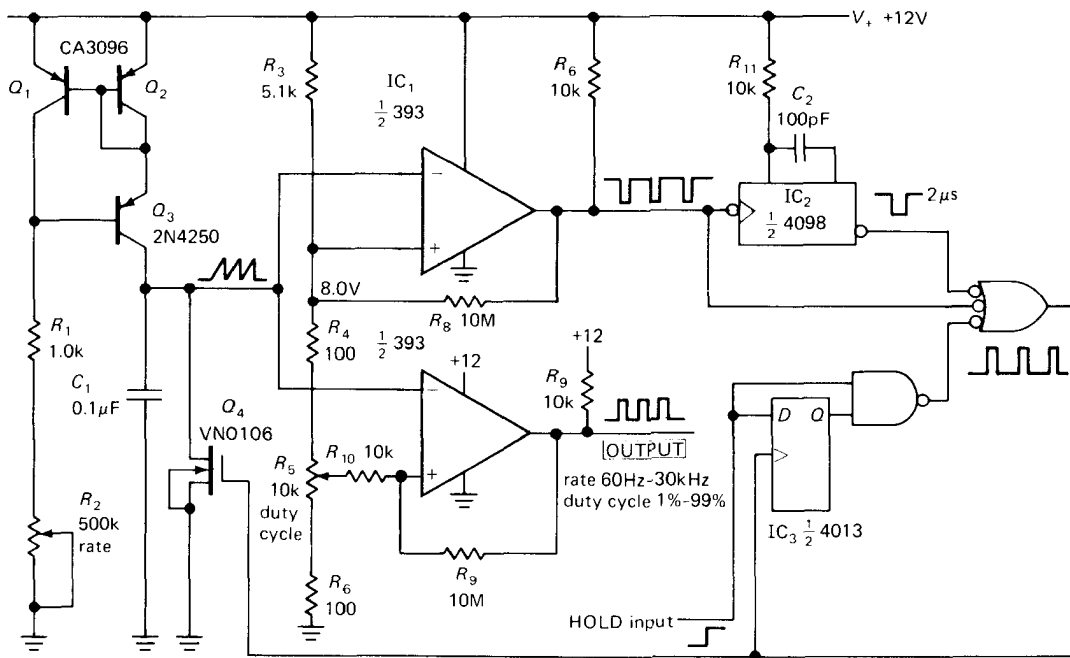 V+ +12V
CA3096
Q1
Q2
R3
5.1k
IC1
½ 393
R6
10k
R11
10k
C2
100pF
Q3
2N4250
−
+
IC2
½ 4098
2μs
8.0V
R8 10M
R1
1.0k
R4
100
½ 393
+12
+12
R9
10k
C1
0.1μF
Q4
VN0106
−
+
R10 10k
R5
10k
duty
cycle
OUTPUT
rate 60Hz–30kHz
duty cycle 1%–99%
D Q
IC3 ½ 4013
R2
500k
rate
R9
10M
R6
100
HOLD input